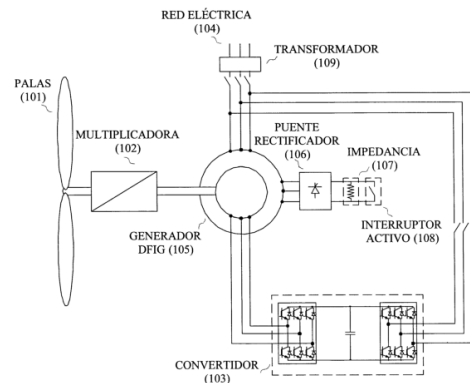 RED ELÉCTRICA
(104)
TRANSFORMADOR
(109)
PALAS
(101)
MULTIPLICADORA
(102)
PUENTE
RECTIFICADOR
(106)
IMPEDANCIA
(107)
INTERRUPTOR
ACTIVO (108)
GENERADOR
DFIG (105)
CONVERTIDOR
(103)